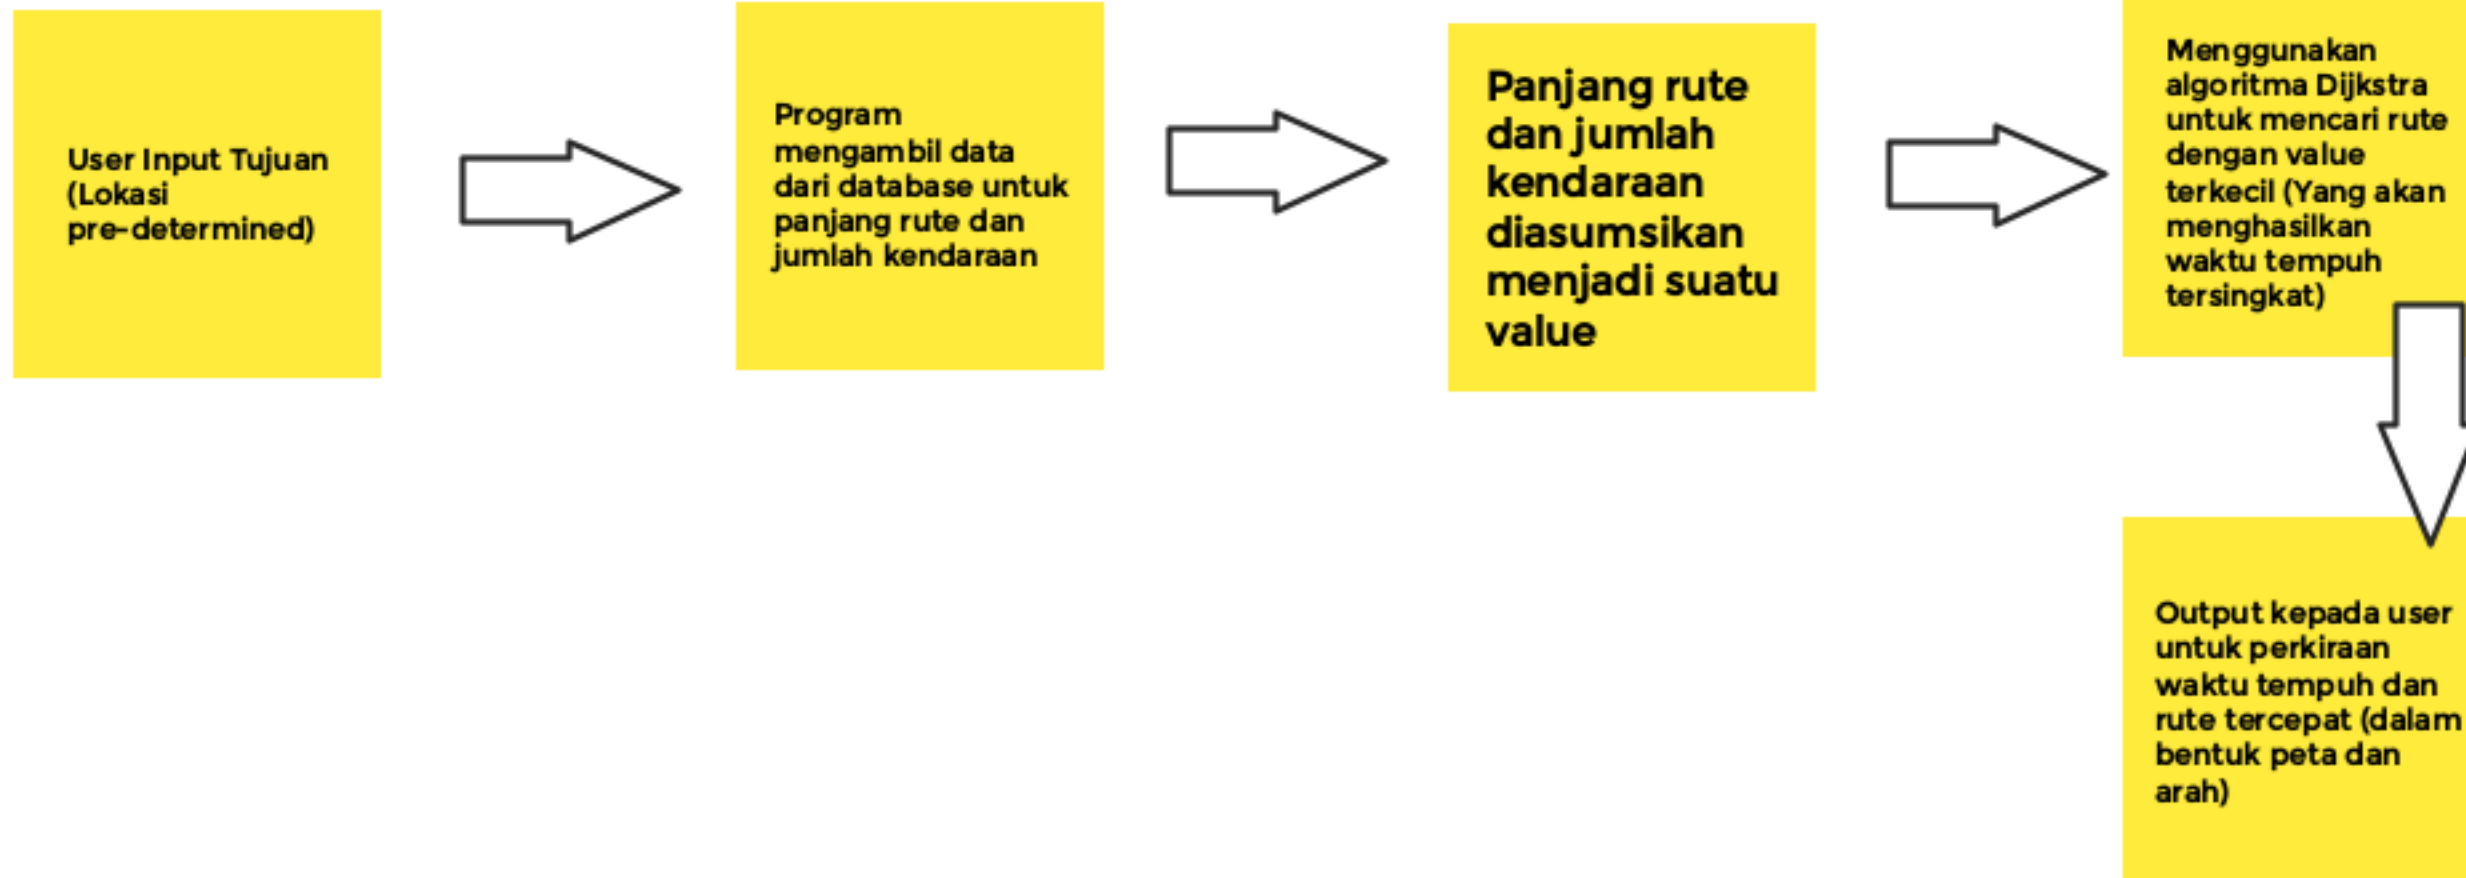 User Input Tujuan
(Lokasi
pre-determined)
Program
mengambil data
dari database untuk
panjang rute dan
jumlah kendaraan
Panjang rute
dan jumlah
kendaraan
diasumsikan
menjadi suatu
value
Menggunakan
algoritma Dijkstra
untuk mencari rute
dengan value
terkecil (Yang akan
menghasilkan
waktu tempuh
tersingkat)
Output kepada user
untuk perkiraan
waktu tempuh dan
rute tercepat (dalam
bentuk peta dan
arah)